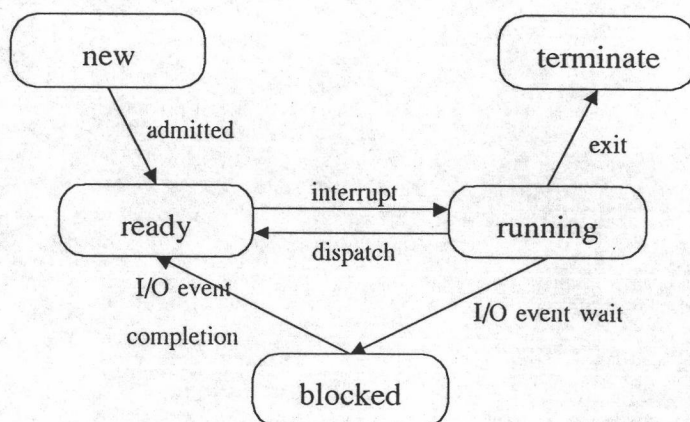 new
terminate
admitted
exit
ready
interrupt
running
dispatch
I/O event
I/O event wait
completion
blocked